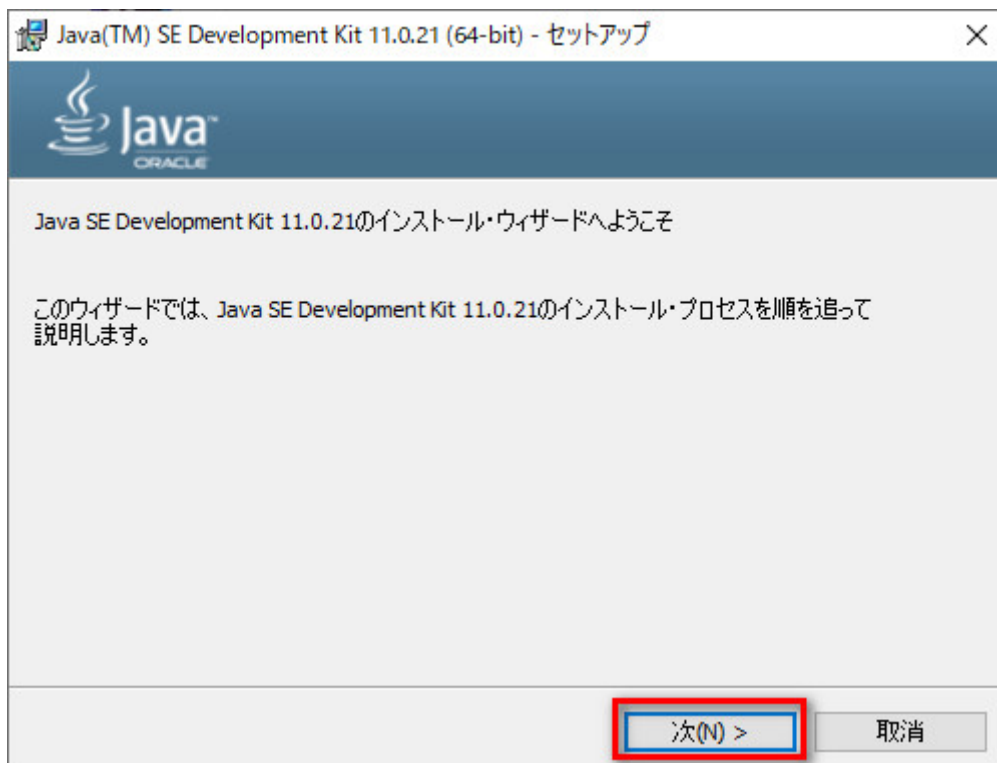 Java(TM) SE Development Kit 11.0.21 (64-bit) - セットアップ
Java™
ORACLE
Java SE Development Kit 11.0.21のインストール・ウィザードへようこそ
このウィザードでは、Java SE Development Kit 11.0.21のインストール・プロセスを順を追って
説明します。
次(N) >
取消